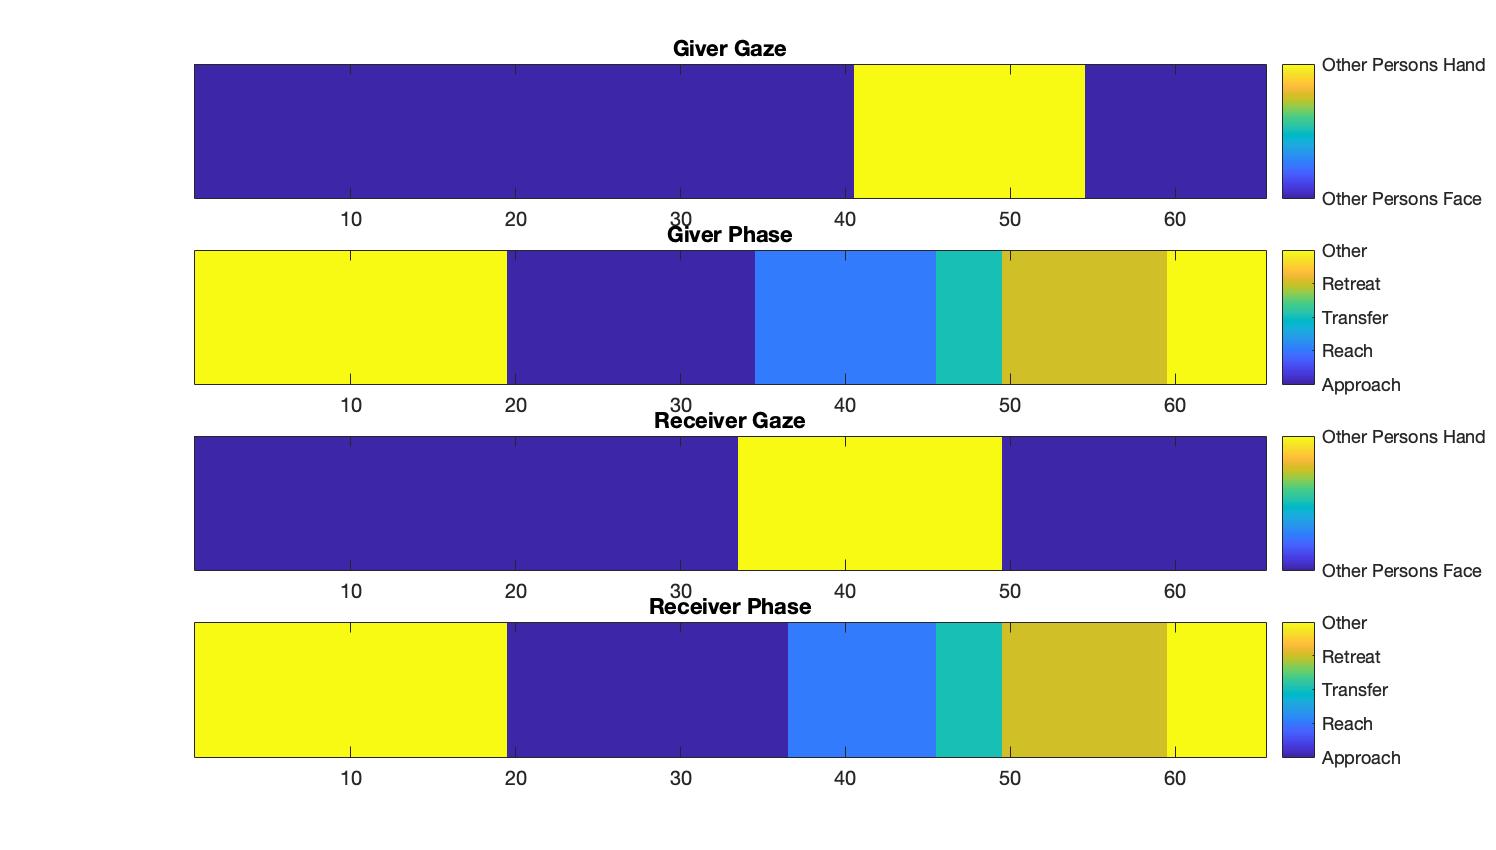 Giver Gaze
Other Persons Hand
Other Persons Face
10 20 30 40 50 60
Giver Phase
Other
Retreat
Transfer
Reach
Approach
10 20 30 40 50 60
Receiver Gaze
Other Persons Hand
Other Persons Face
10 20 30 40 50 60
Receiver Phase
Other
Retreat
Transfer
Reach
Approach
10 20 30 40 50 60